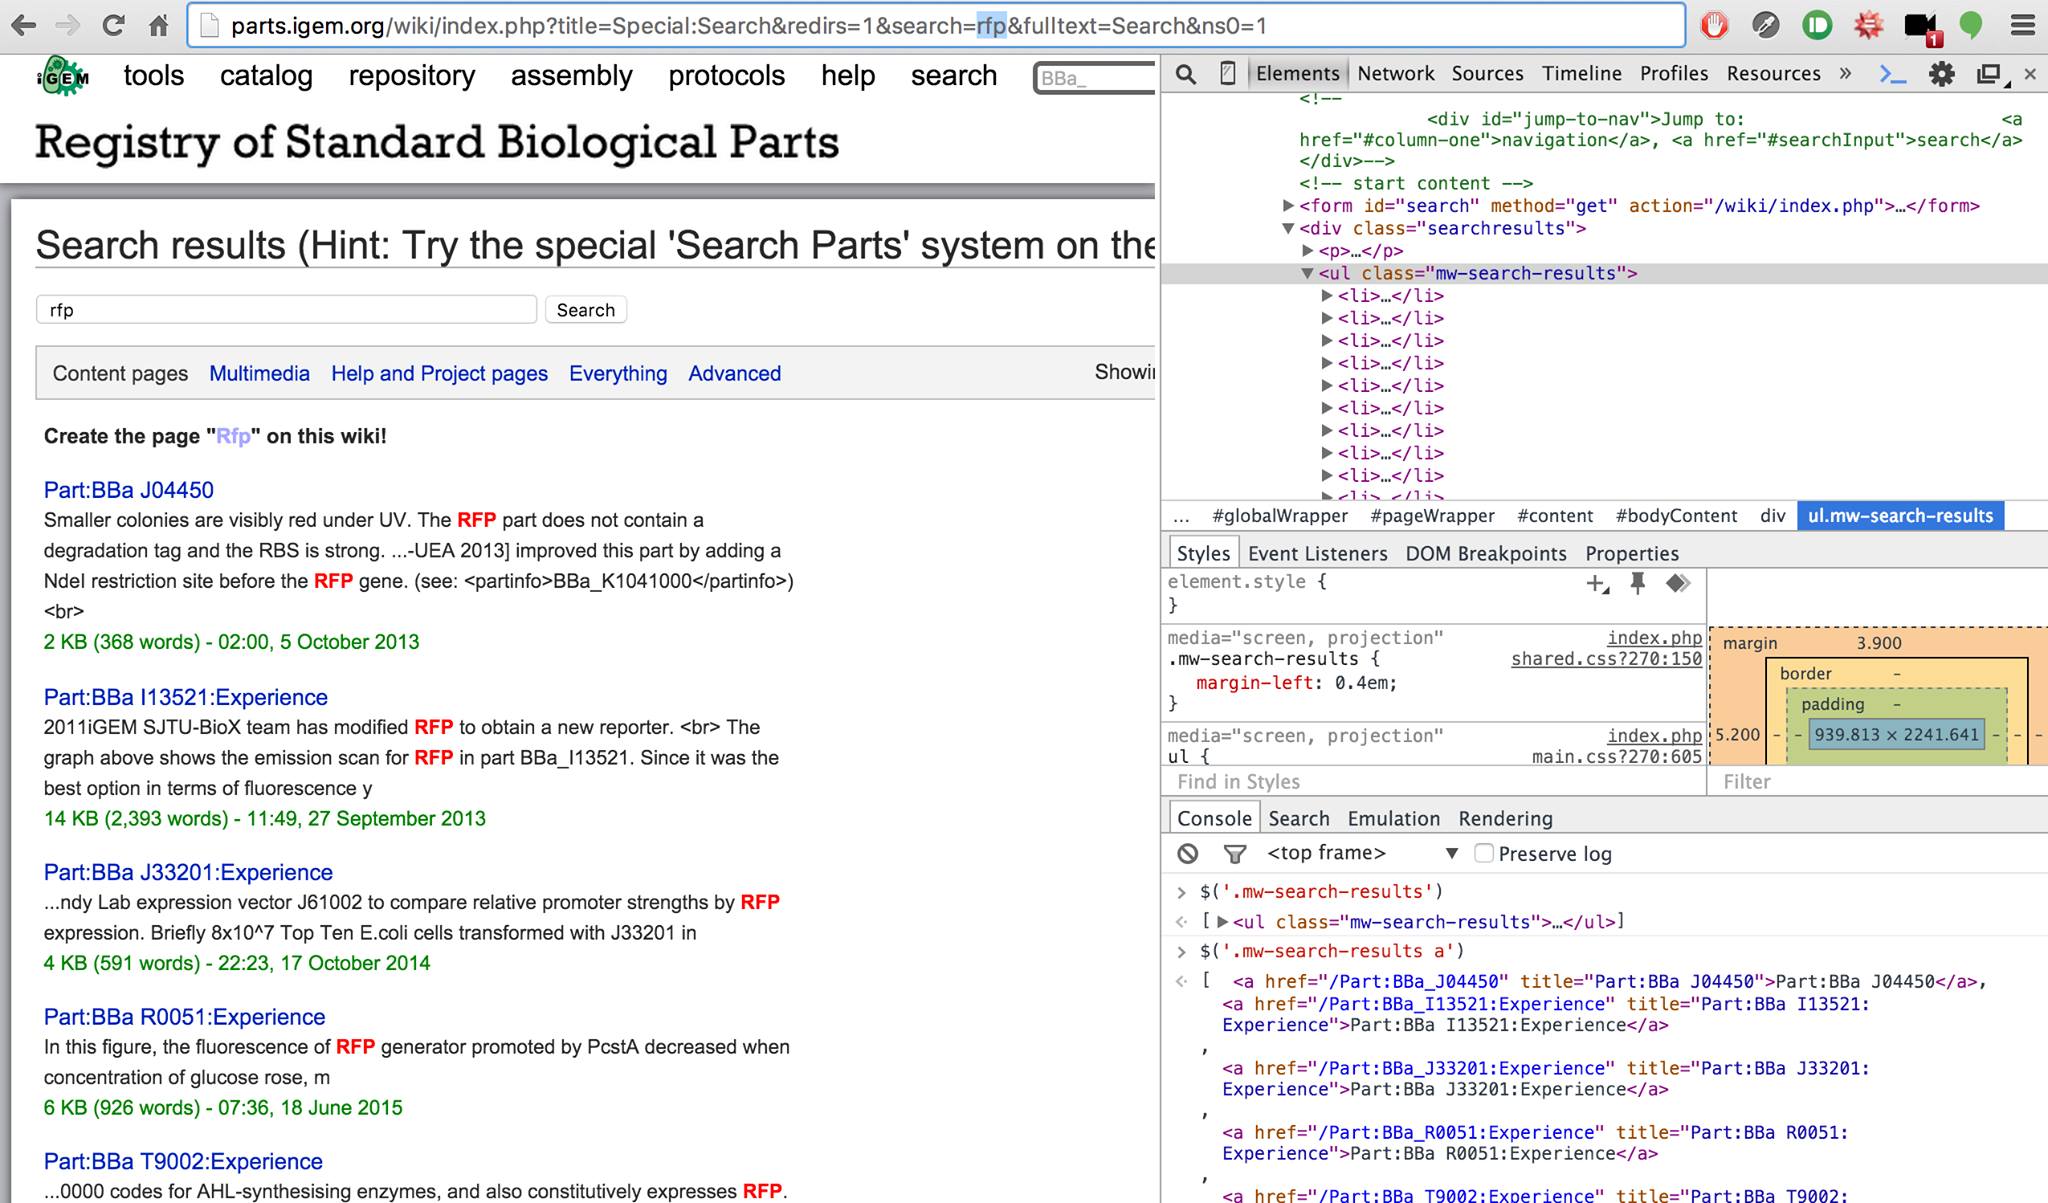 parts.igem.org/wiki/index.php?title=Special:Search&redirs=1&search=rfp&fulltext=Search&ns0=1
1
iGEM tools catalog repository assembly protocols help search BBa_
Registry of Standard Biological Parts
Search results (Hint: Try the special 'Search Parts' system on the
rfp Search
Content pages Multimedia Help and Project pages Everything Advanced Showin
Create the page "Rfp" on this wiki!
Part:BBa J04450
Smaller colonies are visibly red under UV. The RFP part does not contain a
degradation tag and the RBS is strong. ...-UEA 2013] improved this part by adding a
NdeI restriction site before the RFP gene. (see: <partinfo>BBa_K1041000</partinfo>)
<br>
2 KB (368 words) - 02:00, 5 October 2013
Part:BBa I13521:Experience
2011iGEM SJTU-BioX team has modified RFP to obtain a new reporter. <br> The
graph above shows the emission scan for RFP in part BBa_I13521. Since it was the
best option in terms of fluorescence y
14 KB (2,393 words) - 11:49, 27 September 2013
Part:BBa J33201:Experience
...ndy Lab expression vector J61002 to compare relative promoter strengths by RFP
expression. Briefly 8x10^7 Top Ten E.coli cells transformed with J33201 in
4 KB (591 words) - 22:23, 17 October 2014
Part:BBa R0051:Experience
In this figure, the fluorescence of RFP generator promoted by PcstA decreased when
concentration of glucose rose, m
6 KB (926 words) - 07:36, 18 June 2015
Part:BBa T9002:Experience
...0000 codes for AHL-synthesising enzymes, and also constitutively expresses RFP.
Elements Network Sources Timeline Profiles Resources »
<!--
<div id="jump-to-nav">Jump to: <a
href="#column-one">navigation</a>, <a href="#searchInput">search</a>
</div>-->
<!-- start content -->
<form id="search" method="get" action="/wiki/index.php">…</form>
<div class="searchresults">
<p>…</p>
<ul class="mw-search-results">
<li>…</li>
<li>…</li>
<li>…</li>
<li>…</li>
<li>…</li>
<li>…</li>
<li>…</li>
<li>…</li>
<li>…</li>
<li>…</li>
... #globalWrapper #pageWrapper #content #bodyContent div ul.mw-search-results
Styles Event Listeners DOM Breakpoints Properties
element.style {
}
media="screen, projection" index.php
.mw-search-results { shared.css?270:150
margin-left: 0.4em;
}
media="screen, projection" index.php
ul { main.css?270:605
Find in Styles
margin 3.900
border -
padding -
5.200 - - 939.813 × 2241.641 - - -
Filter
Console Search Emulation Rendering
<top frame> Preserve log
> $('.mw-search-results')
[<ul class="mw-search-results">…</ul>]
> $('.mw-search-results a')
[ <a href="/Part:BBa_J04450" title="Part:BBa J04450">Part:BBa J04450</a>,
<a href="/Part:BBa_I13521:Experience" title="Part:BBa I13521:
Experience">Part:BBa I13521:Experience</a>
,
<a href="/Part:BBa_J33201:Experience" title="Part:BBa J33201:
Experience">Part:BBa J33201:Experience</a>
,
<a href="/Part:BBa_R0051:Experience" title="Part:BBa R0051:
Experience">Part:BBa R0051:Experience</a>
,
<a href="/Part:BBa_T9002:Experience" title="Part:BBa T9002: